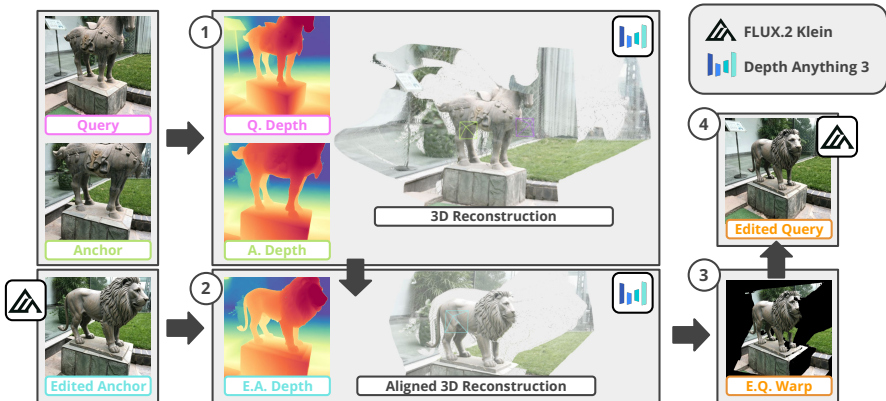 1
Query
Q. Depth
Anchor
A. Depth
3D Reconstruction
FLUX.2 Klein
Depth Anything 3
4
Edited Query
2
Edited Anchor
E.A. Depth
Aligned 3D Reconstruction
3
E.Q. Warp